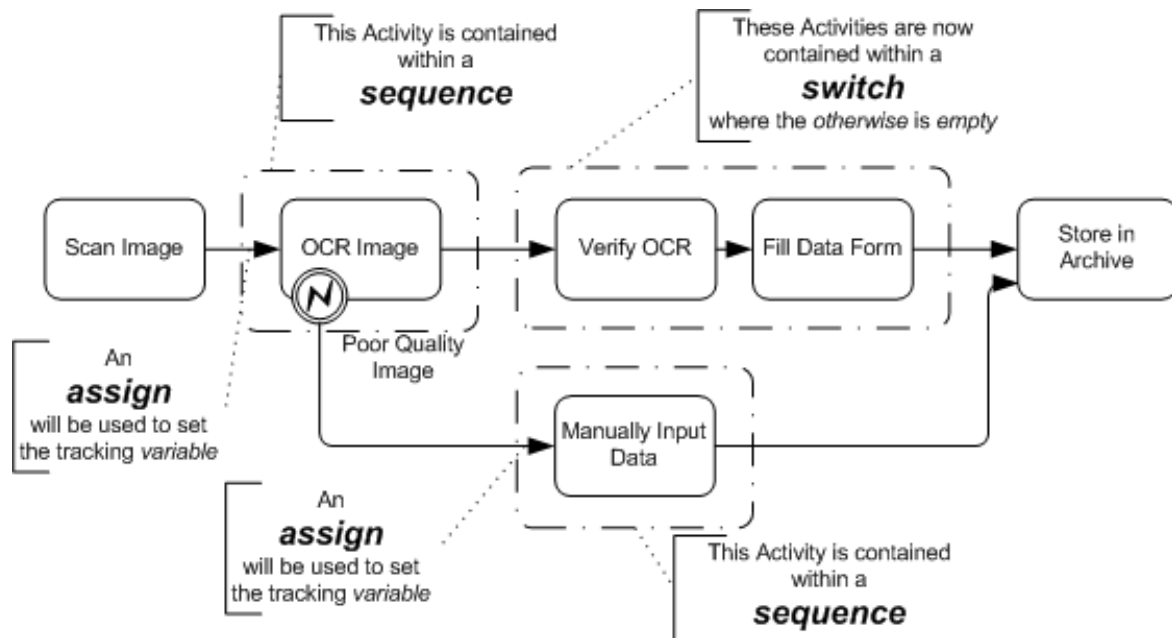 This Activity is contained
within a
sequence
These Activities are now
contained within a
switch
where the otherwise is empty
Scan Image
OCR Image
Verify OCR
Fill Data Form
Store in
Archive
Poor Quality
Image
An
assign
will be used to set
the tracking variable
Manually Input
Data
An
assign
will be used to set
the tracking variable
This Activity is contained
within a
sequence